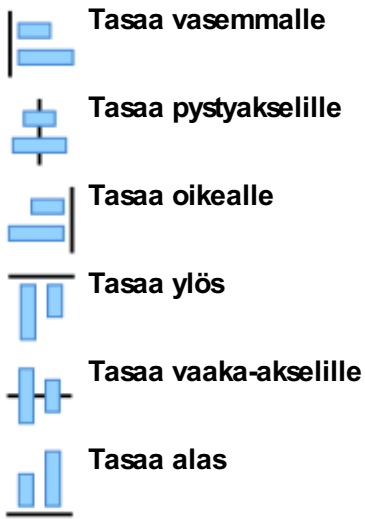 Tasaa vasemmalle
Tasaa pystyakselille
Tasaa oikealle
Tasaa ylös
Tasaa vaaka-akselille
Tasaa alas